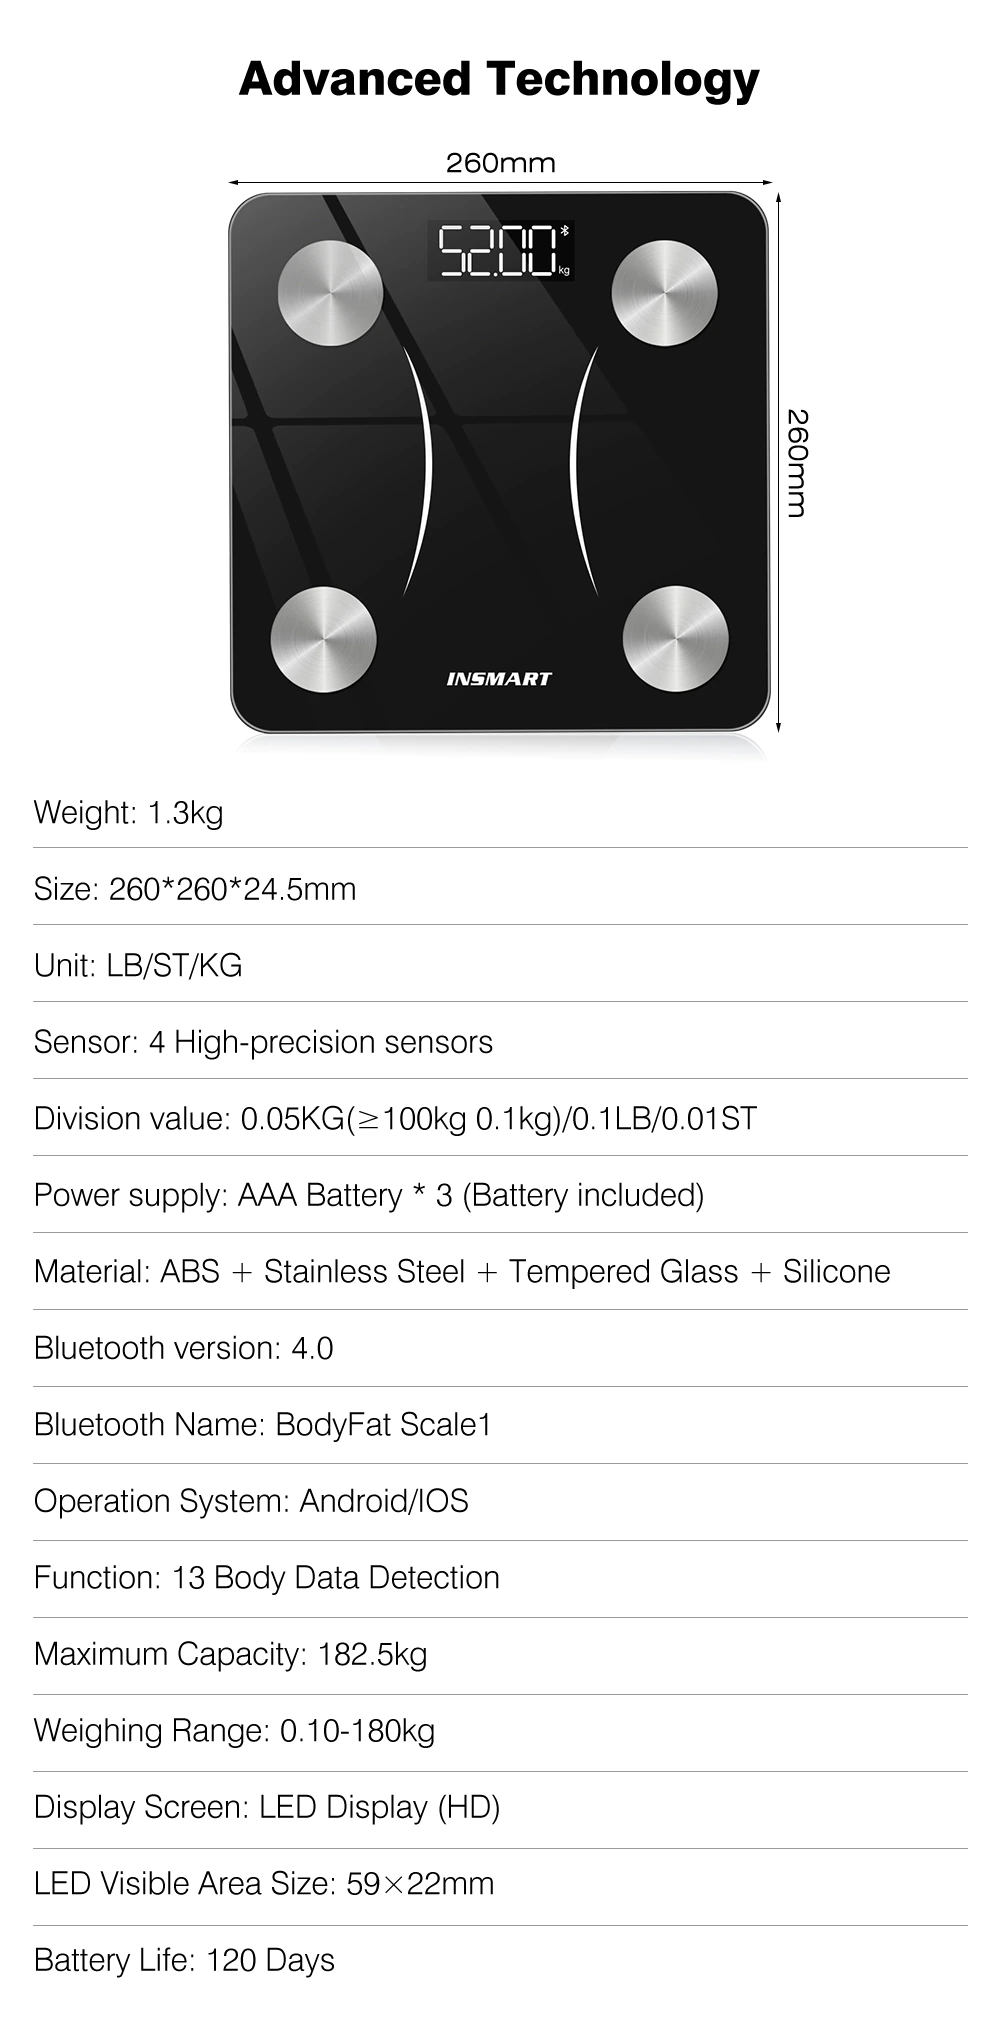 Advanced Technology
260mm
52.00
kg
260mm
INSMART
Weight: 1.3kg
Size: 260*260*24.5mm
Unit: LB/ST/KG
Sensor: 4 High-precision sensors
Division value: 0.05KG(≥100kg 0.1kg)/0.1LB/0.01ST
Power supply: AAA Battery * 3 (Battery included)
Material: ABS + Stainless Steel + Tempered Glass + Silicone
Bluetooth version: 4.0
Bluetooth Name: BodyFat Scale1
Operation System: Android/IOS
Function: 13 Body Data Detection
Maximum Capacity: 182.5kg
Weighing Range: 0.10-180kg
Display Screen: LED Display (HD)
LED Visible Area Size: 59×22mm
Battery Life: 120 Days